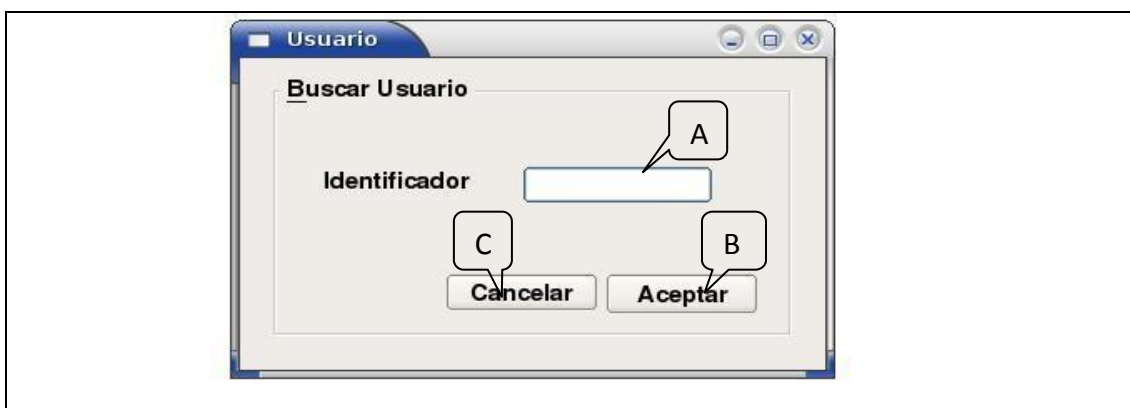 Usuario
Buscar Usuario
A
Identificador
C
B
Cancelar
Aceptar